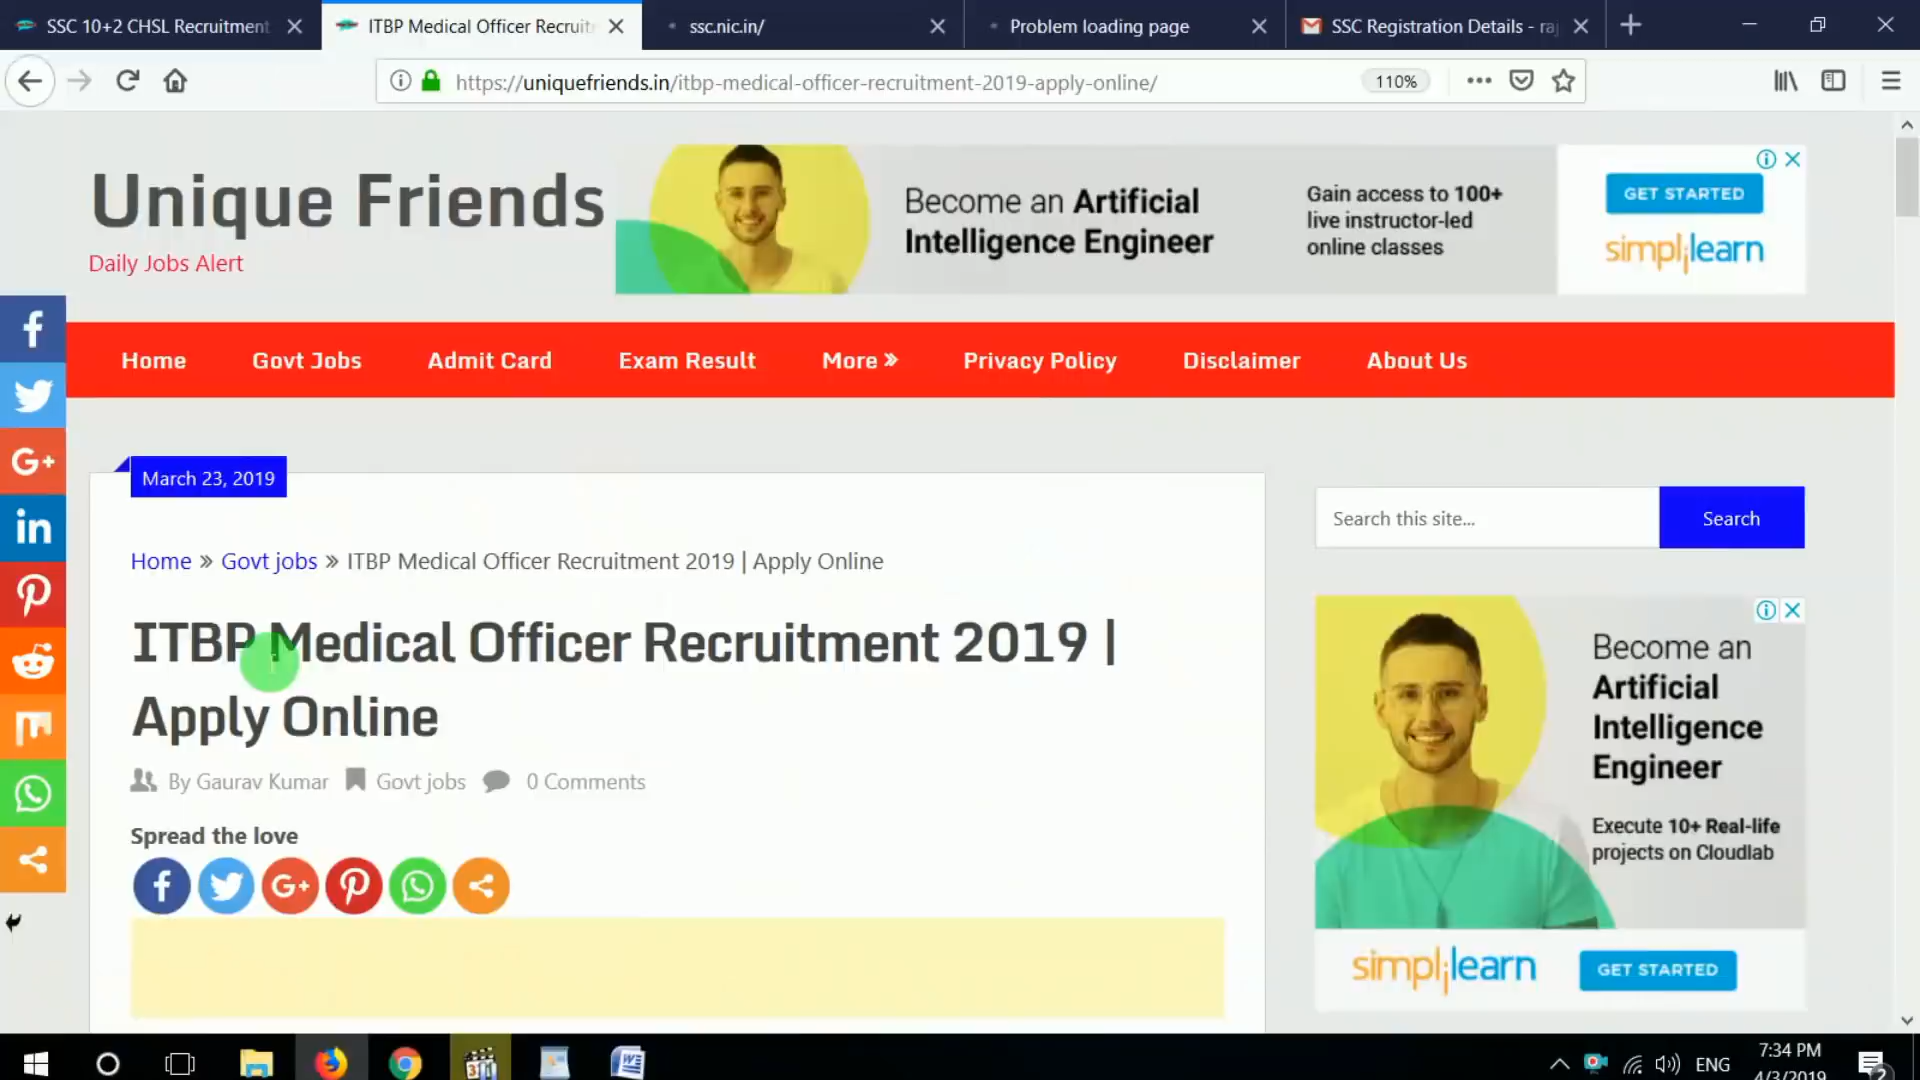 SSC 10+2 CHSL Recruitment
ITBP Medical Officer Recruit
ssc.nic.in/
Problem loading page
SSC Registration Details - raj
https://uniquefriends.in/itbp-medical-officer-recruitment-2019-apply-online/
110%
Unique Friends
Daily Jobs Alert
Become an Artificial
Intelligence Engineer
Gain access to 100+
live instructor-led
online classes
GET STARTED
simplilearn
Home
Govt Jobs
Admit Card
Exam Result
More »
Privacy Policy
Disclaimer
About Us
March 23, 2019
Search this site...
Search
Home » Govt jobs » ITBP Medical Officer Recruitment 2019 | Apply Online
ITBP Medical Officer Recruitment 2019 |
Apply Online
By Gaurav Kumar
Govt jobs
0 Comments
Spread the love
Become an
Artificial
Intelligence
Engineer
Execute 10+ Real-life
projects on Cloudlab
simplilearn
GET STARTED
ENG
7:34 PM
4/3/2019
2